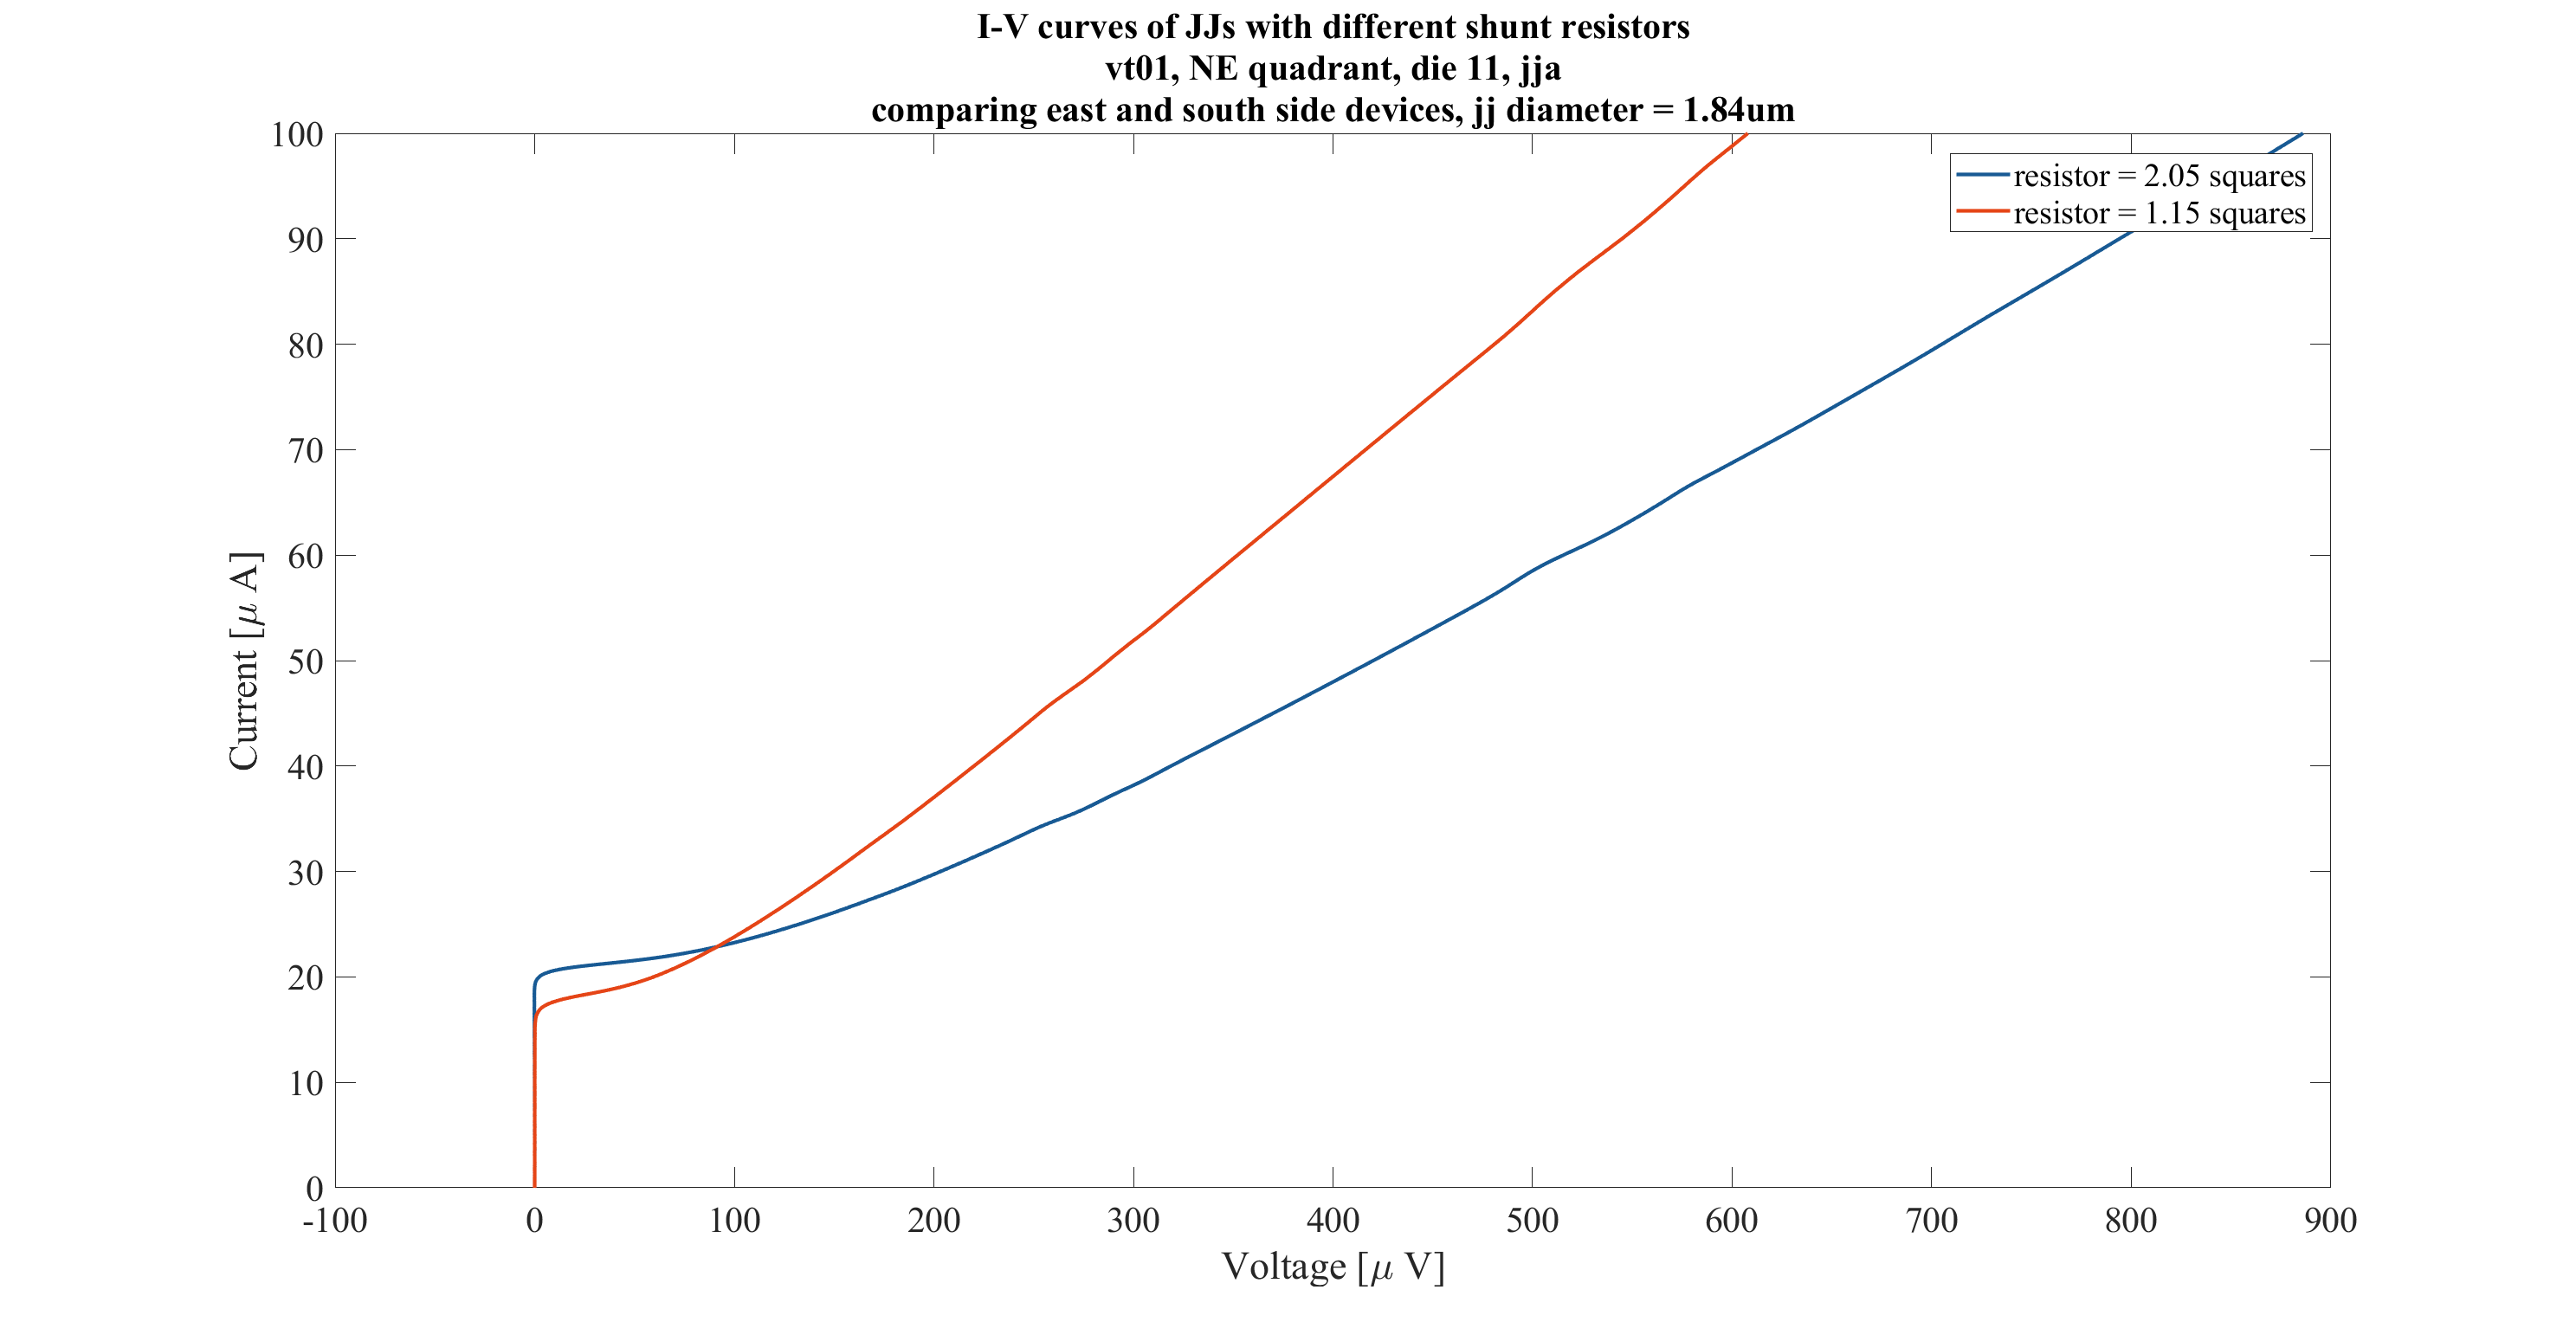 I-V curves of JJs with different shunt resistors
vt01, NE quadrant, die 11, jja
comparing east and south side devices, jj diameter = 1.84um
100
90
80
70
60
50
40
30
20
10
0
Current [μ A]
resistor = 2.05 squares
resistor = 1.15 squares
-100 0 100 200 300 400 500 600 700 800 900
Voltage [μ V]